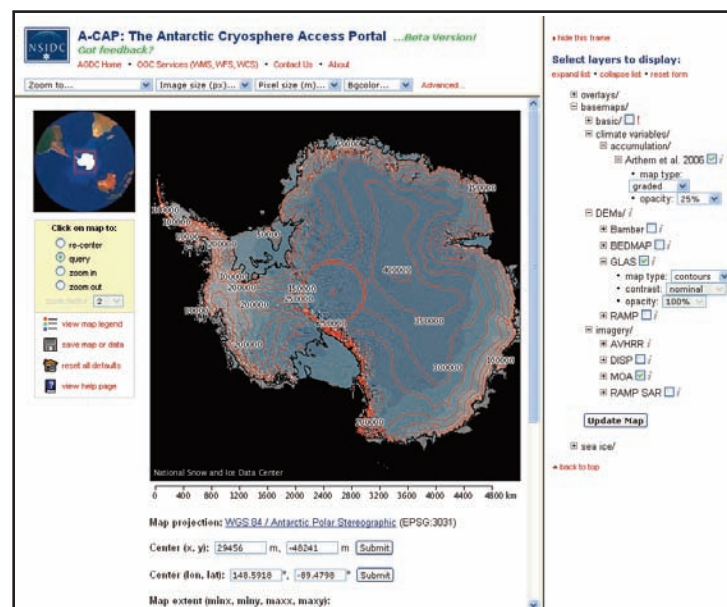 NSIDC
A-CAP: The Antarctic Cryosphere Access Portal ...Beta Version!
Got feedback?
AGDC Home • OGC Services (WMS, WFS, WCS) • Contact Us • About
Zoom to... Image size (px)... Pixel size (m)... Bgcolor... Advanced...
Click on map to:
re-center
query
zoom in
zoom out
zoom factor 2
view map legend
save map or data
reset all defaults
view help page
400000
350000
300000
National Snow and Ice Data Center
0 400 800 1200 1600 2000 2400 2800 3200 3600 4000 4400 4800 km
Map projection: WGS 84 / Antarctic Polar Stereographic (EPSG:3031)
Center (x, y): 29456 m, -48241 m Submit
Center (lon, lat): 148.5918 °, -89.4798 ° Submit
Map extent (minx, miny, maxx, maxy):
hide this frame
Select layers to display:
expand list • collapse list • reset form
overlays/
basemaps/
basic/ !
climate variables/
accumulation/
Arthern et al. 2006 i
• map type:
graded
• opacity: 25%
DEMs/ i
Bamber i
BEDMAP i
GLAS i
• map type: contours
• contrast: nominal
• opacity: 100%
RAMP i
imagery/
AVHRR i
DISP i
MOA i
RAMP SAR i
Update Map
sea ice/
back to top